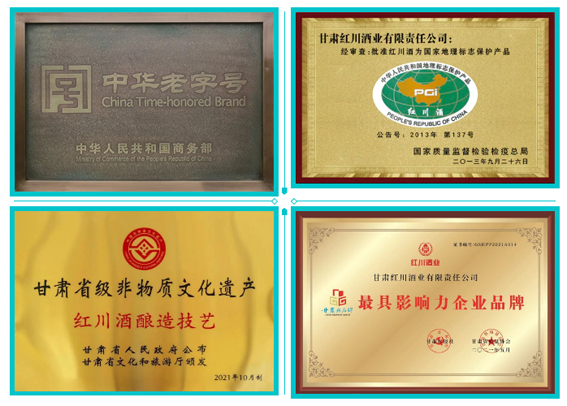 中华老字号
China Time-honored Brand
中华人民共和国商务部
Ministry of Commerce of the People's Republic of China
甘肃红川酒业有限责任公司：
经审查：批准红川酒为国家地理标志保护产品
中华人民共和国地理标志保护产品
PGi
红川酒
PEOPLE'S REPUBLIC OF CHINA
公告号：2013年 第137号
国家质量监督检验检疫总局
二〇一三年九月二十六日
甘肃省级非物质文化遗产
红川酒酿造技艺
甘肃省人民政府公布
甘肃省文化和旅游厅颁发
2021年10月制
红川酒业
甘肃红川酒业有限责任公司
最具影响力企业品牌